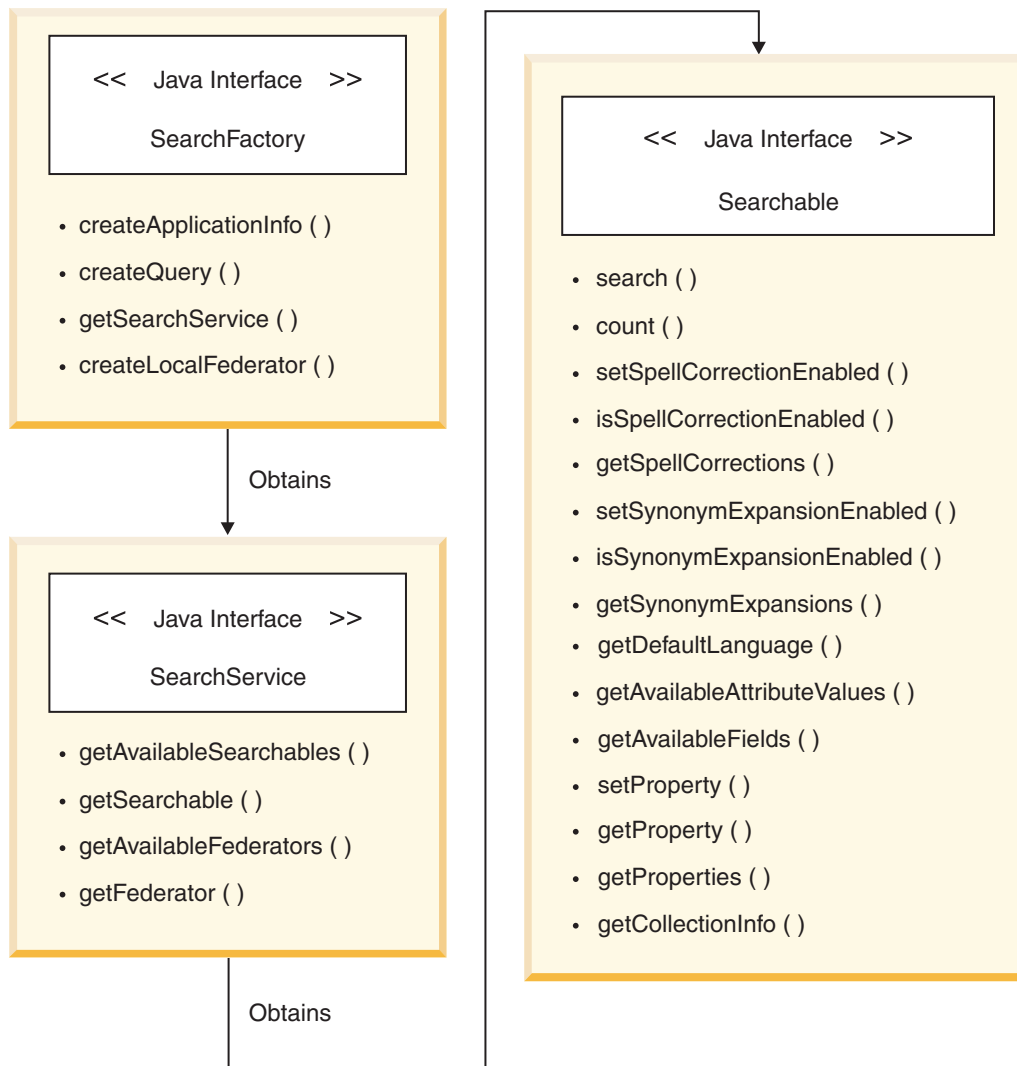 << Java Interface >>
SearchFactory
• createApplicationInfo ( )
• createQuery ( )
• getSearchService ( )
• createLocalFederator ( )
Obtains
<< Java Interface >>
SearchService
• getAvailableSearchables ( )
• getSearchable ( )
• getAvailableFederators ( )
• getFederator ( )
Obtains
<< Java Interface >>
Searchable
• search ( )
• count ( )
• setSpellCorrectionEnabled ( )
• isSpellCorrectionEnabled ( )
• getSpellCorrections ( )
• setSynonymExpansionEnabled ( )
• isSynonymExpansionEnabled ( )
• getSynonymExpansions ( )
• getDefaultLanguage ( )
• getAvailableAttributeValues ( )
• getAvailableFields ( )
• setProperty ( )
• getProperty ( )
• getProperties ( )
• getCollectionInfo ( )